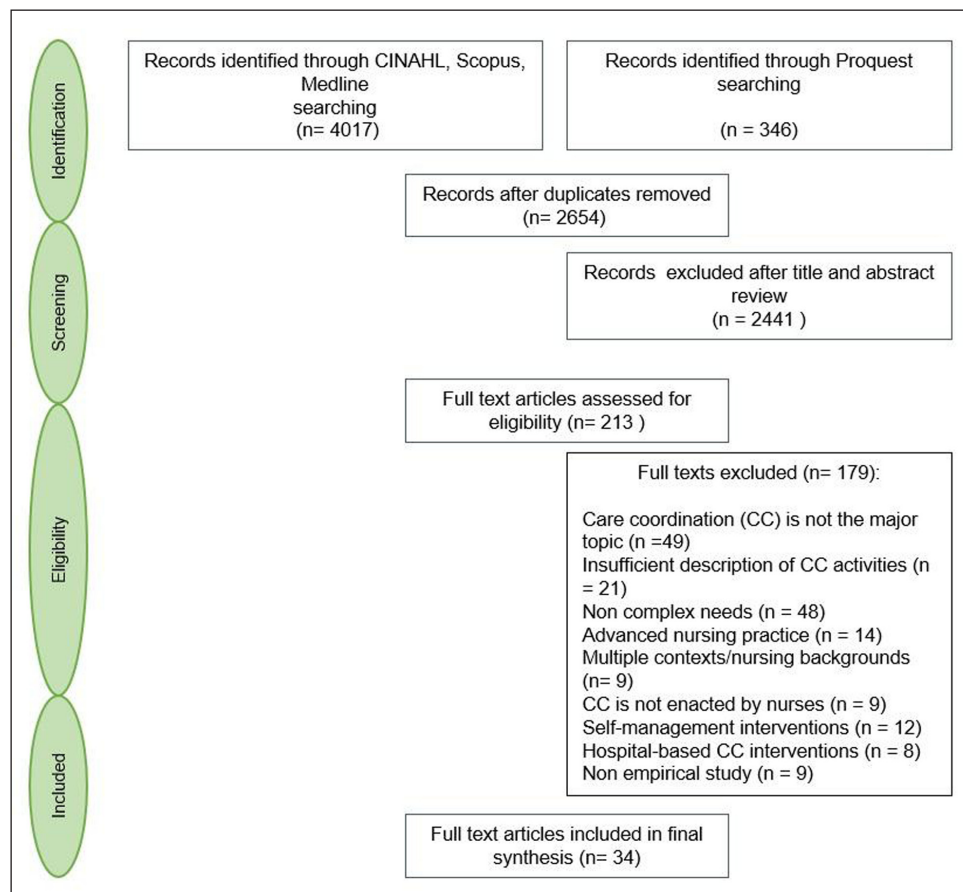 Identification
Records identified through CINAHL, Scopus,
Medline
searching
(n= 4017)
Records identified through Proquest
searching
(n = 346)
Records after duplicates removed
(n= 2654)
Screening
Records excluded after title and abstract
review
(n = 2441 )
Full text articles assessed for
eligibility (n= 213 )
Eligibility
Full texts excluded (n= 179):
Care coordination (CC) is not the major
topic (n =49)
Insufficient description of CC activities (n
= 21)
Non complex needs (n = 48)
Advanced nursing practice (n = 14)
Multiple contexts/nursing backgrounds
(n= 9)
CC is not enacted by nurses (n = 9)
Self-management interventions (n = 12)
Hospital-based CC interventions (n = 8)
Non empirical study (n = 9)
Included
Full text articles included in final
synthesis (n= 34)